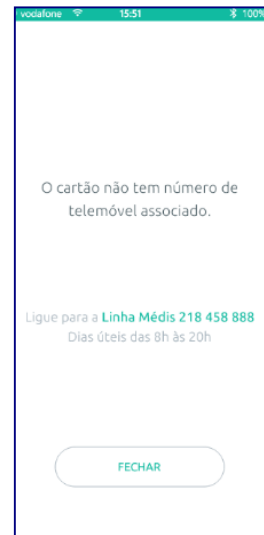 vodafone 15:51 100%
O cartão não tem número de
telemóvel associado.
Ligue para a Linha Médis 218 458 888
Dias úteis das 8h às 20h
FECHAR